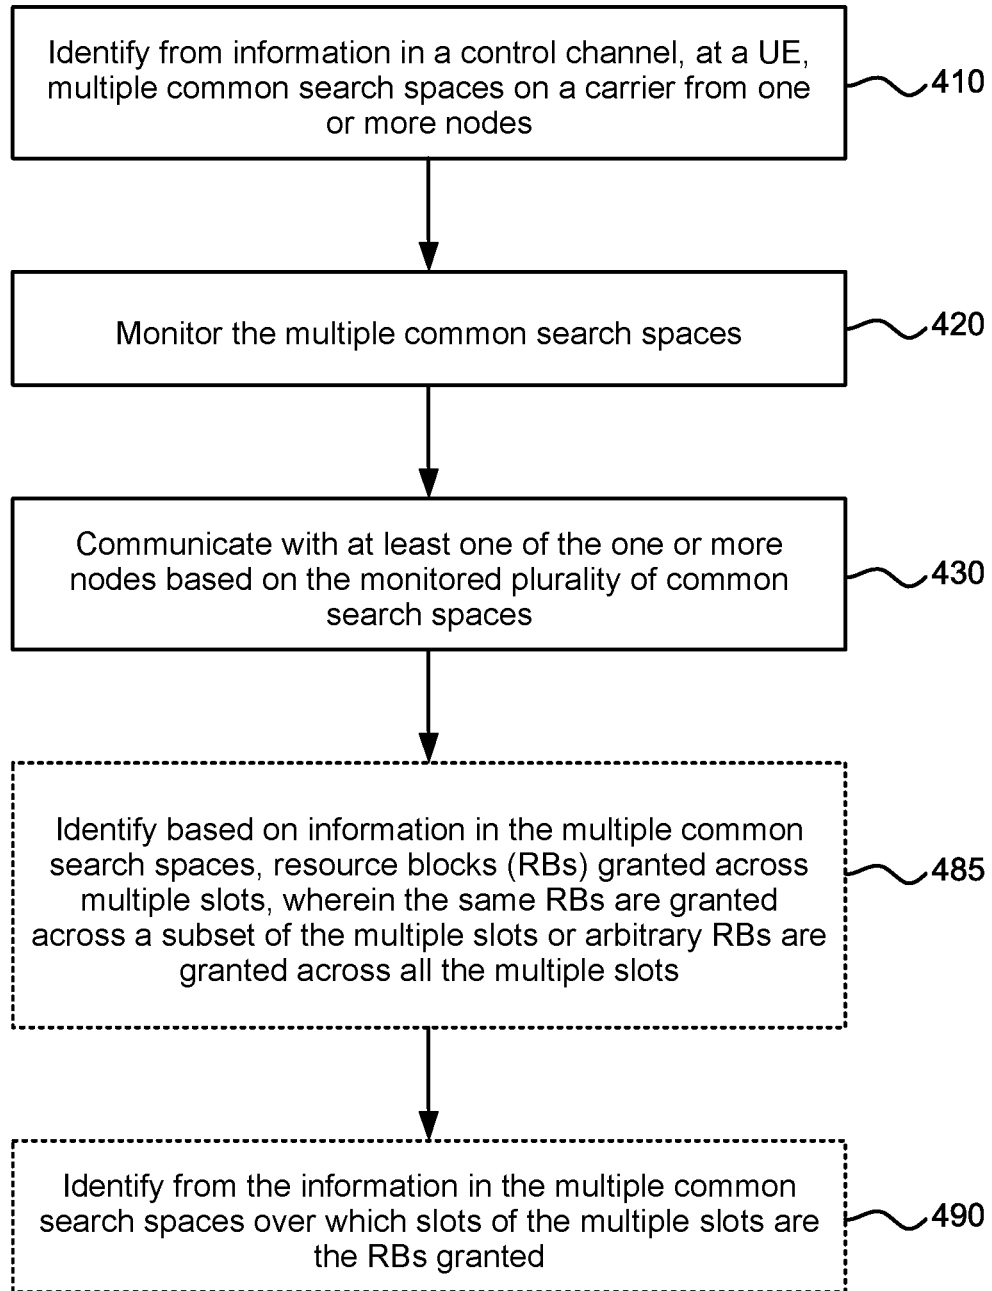 Identify from information in a control channel, at a UE,
multiple common search spaces on a carrier from one
or more nodes
410
Monitor the multiple common search spaces
420
Communicate with at least one of the one or more
nodes based on the monitored plurality of common
search spaces
430
Identify based on information in the multiple common
search spaces, resource blocks (RBs) granted across
multiple slots, wherein the same RBs are granted
across a subset of the multiple slots or arbitrary RBs are
granted across all the multiple slots
485
Identify from the information in the multiple common
search spaces over which slots of the multiple slots are
the RBs granted
490